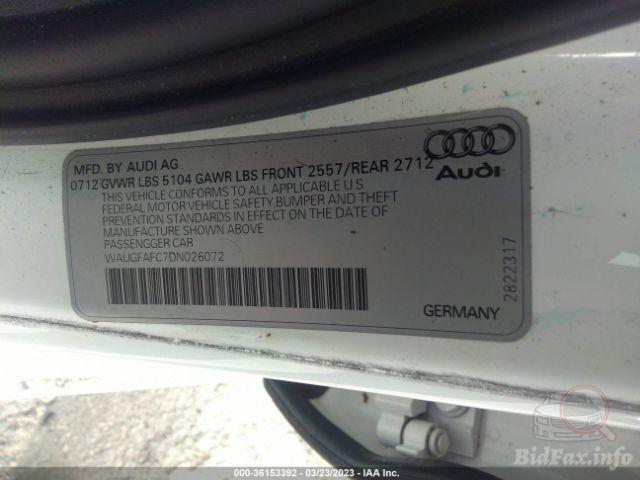 MFD. BY AUDI AG
0712 GVWR LBS 5104 GAWR LBS FRONT 2557/REAR 2712
THIS VEHICLE CONFORMS TO ALL APPLICABLE U.S.
FEDERAL MOTOR VEHICLE SAFETY,BUMPER AND THEFT
PREVENTION STANDARDS IN EFFECT ON THE DATE OF
MANUFACTURE SHOWN ABOVE
PASSENGGER CAR
WAUGFAFC7DN026072
Audi
GERMANY
2822317
000-36153392 - 03/23/2023 - IAA Inc.
BidFax.info